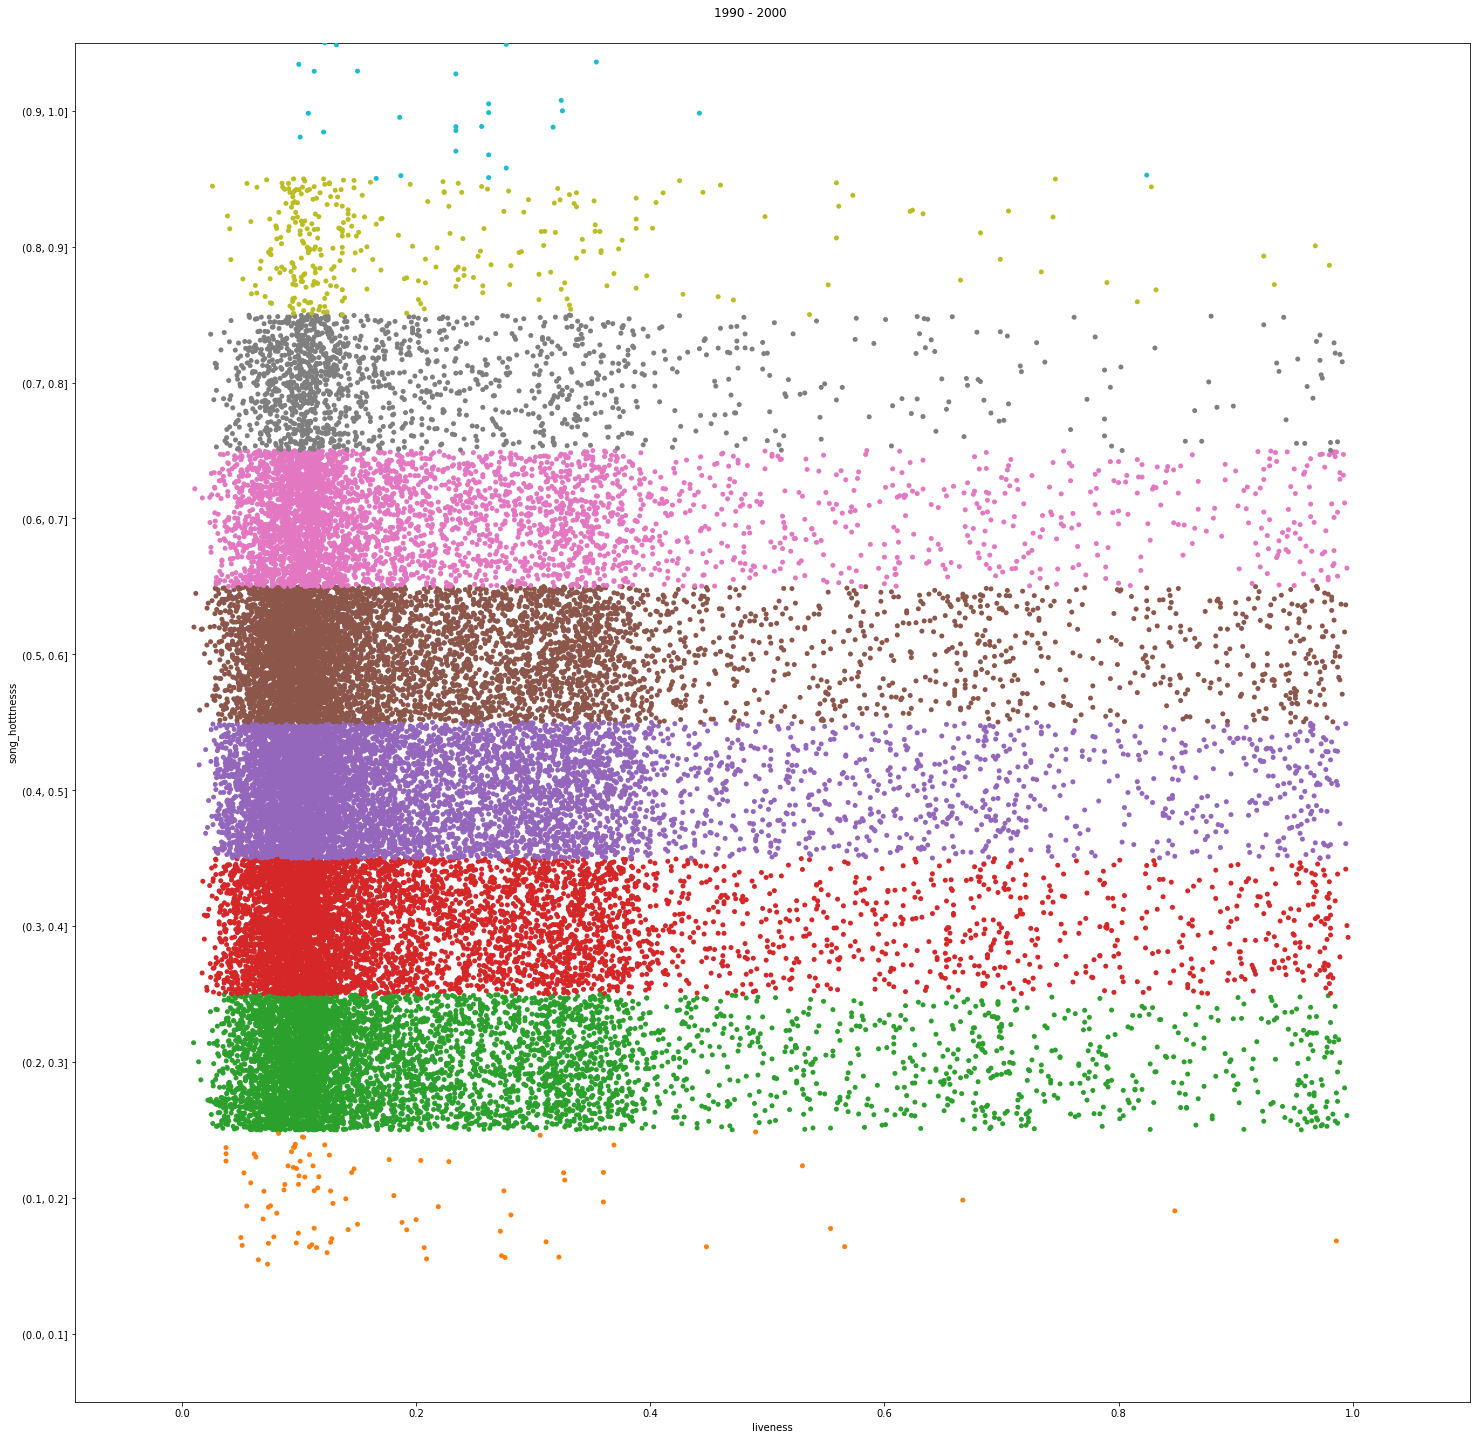 1990 - 2000
(0.9, 1.0]
(0.8, 0.9]
(0.7, 0.8]
(0.6, 0.7]
(0.5, 0.6]
(0.4, 0.5]
(0.3, 0.4]
(0.2, 0.3]
(0.1, 0.2]
(0.0, 0.1]
song_hotttnesss
0.0 0.2 0.4 0.6 0.8 1.0
liveness